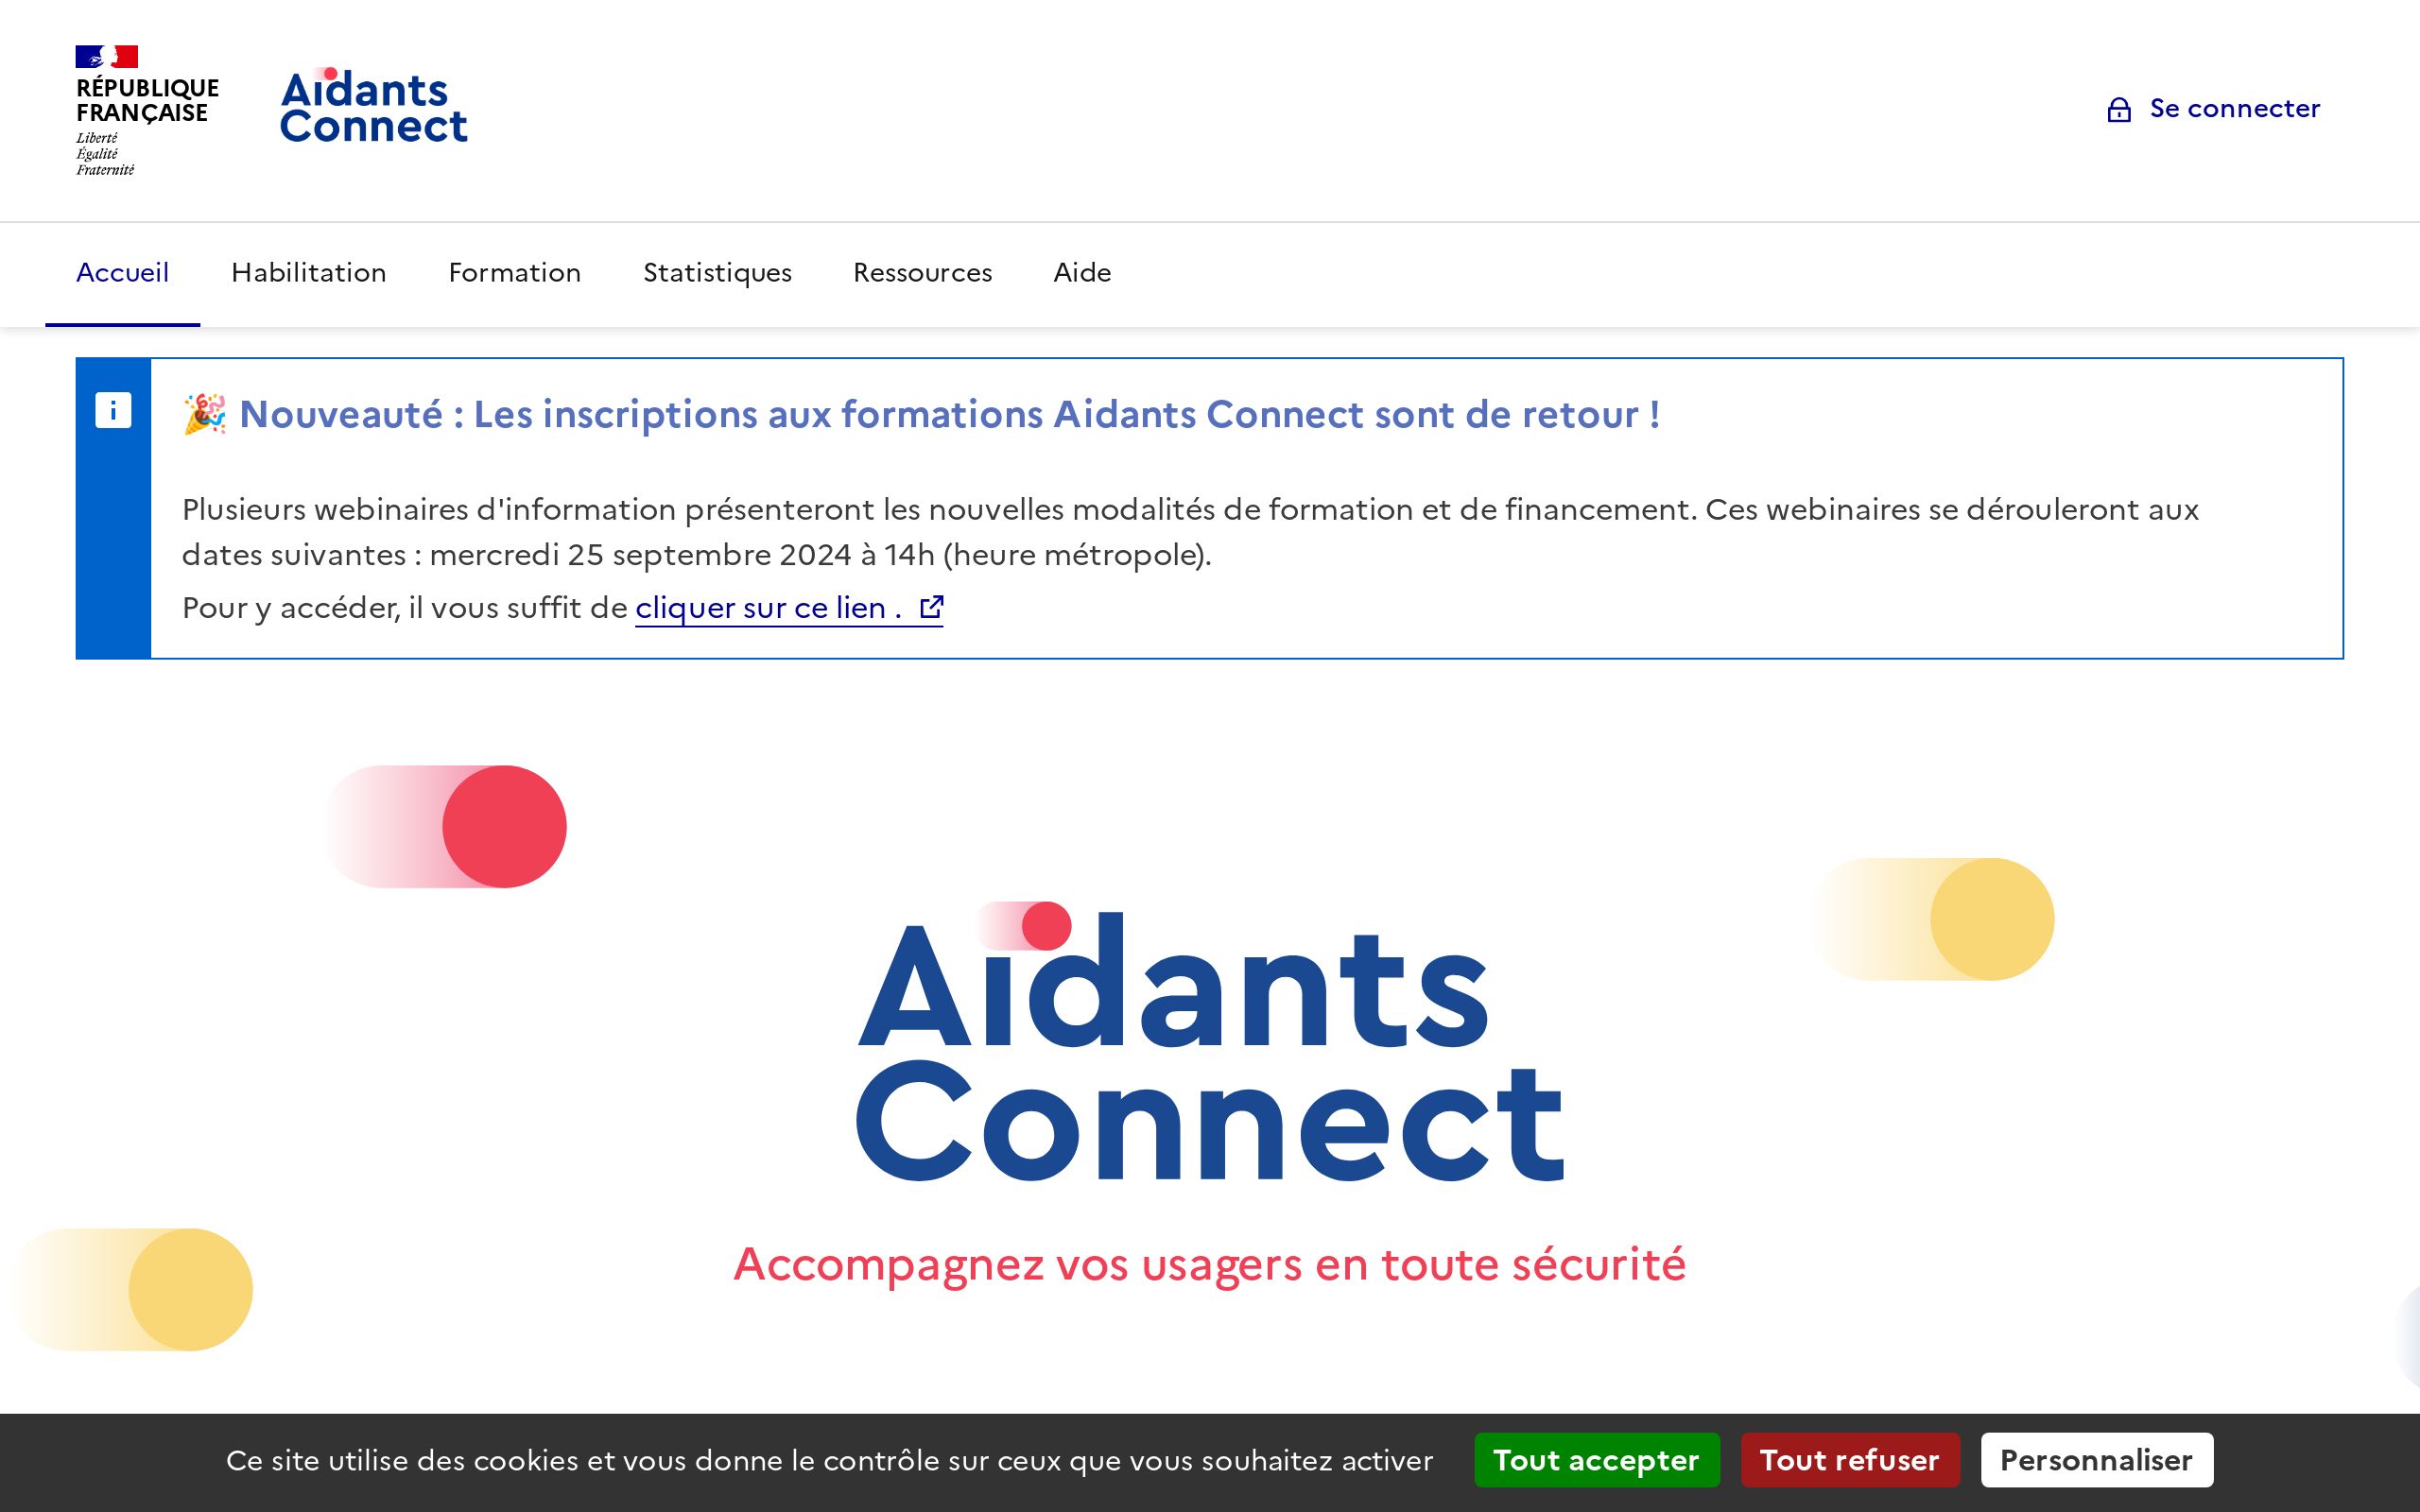 RÉPUBLIQUE
FRANÇAISE
Liberté
Égalité
Fraternité
Aidants
Connect
Se connecter
Accueil
Habilitation
Formation
Statistiques
Ressources
Aide
🎉 Nouveauté : Les inscriptions aux formations Aidants Connect sont de retour !
Plusieurs webinaires d'information présenteront les nouvelles modalités de formation et de financement. Ces webinaires se dérouleront aux
dates suivantes : mercredi 25 septembre 2024 à 14h (heure métropole).
Pour y accéder, il vous suffit de cliquer sur ce lien .
Aidants
Connect
Accompagnez vos usagers en toute sécurité
Ce site utilise des cookies et vous donne le contrôle sur ceux que vous souhaitez activer
Tout accepter
Tout refuser
Personnaliser